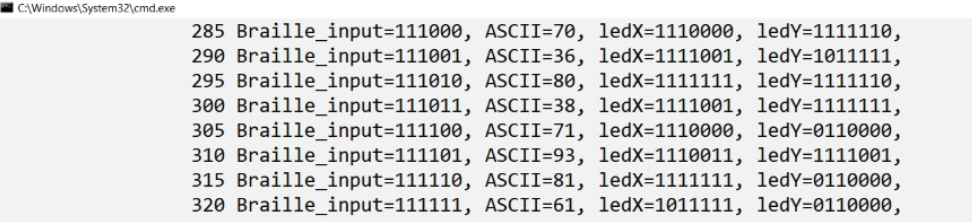 C:\Windows\System32\cmd.exe
285 Braille_input=111000, ASCII=70, ledX=1110000, ledY=1111110,
290 Braille_input=111001, ASCII=36, ledX=1111001, ledY=1011111,
295 Braille_input=111010, ASCII=80, ledX=1111111, ledY=1111110,
300 Braille_input=111011, ASCII=38, ledX=1111001, ledY=1111111,
305 Braille_input=111100, ASCII=71, ledX=1110000, ledY=0110000,
310 Braille_input=111101, ASCII=93, ledX=1110011, ledY=1111001,
315 Braille_input=111110, ASCII=81, ledX=1111111, ledY=0110000,
320 Braille_input=111111, ASCII=61, ledX=1011111, ledY=0110000,